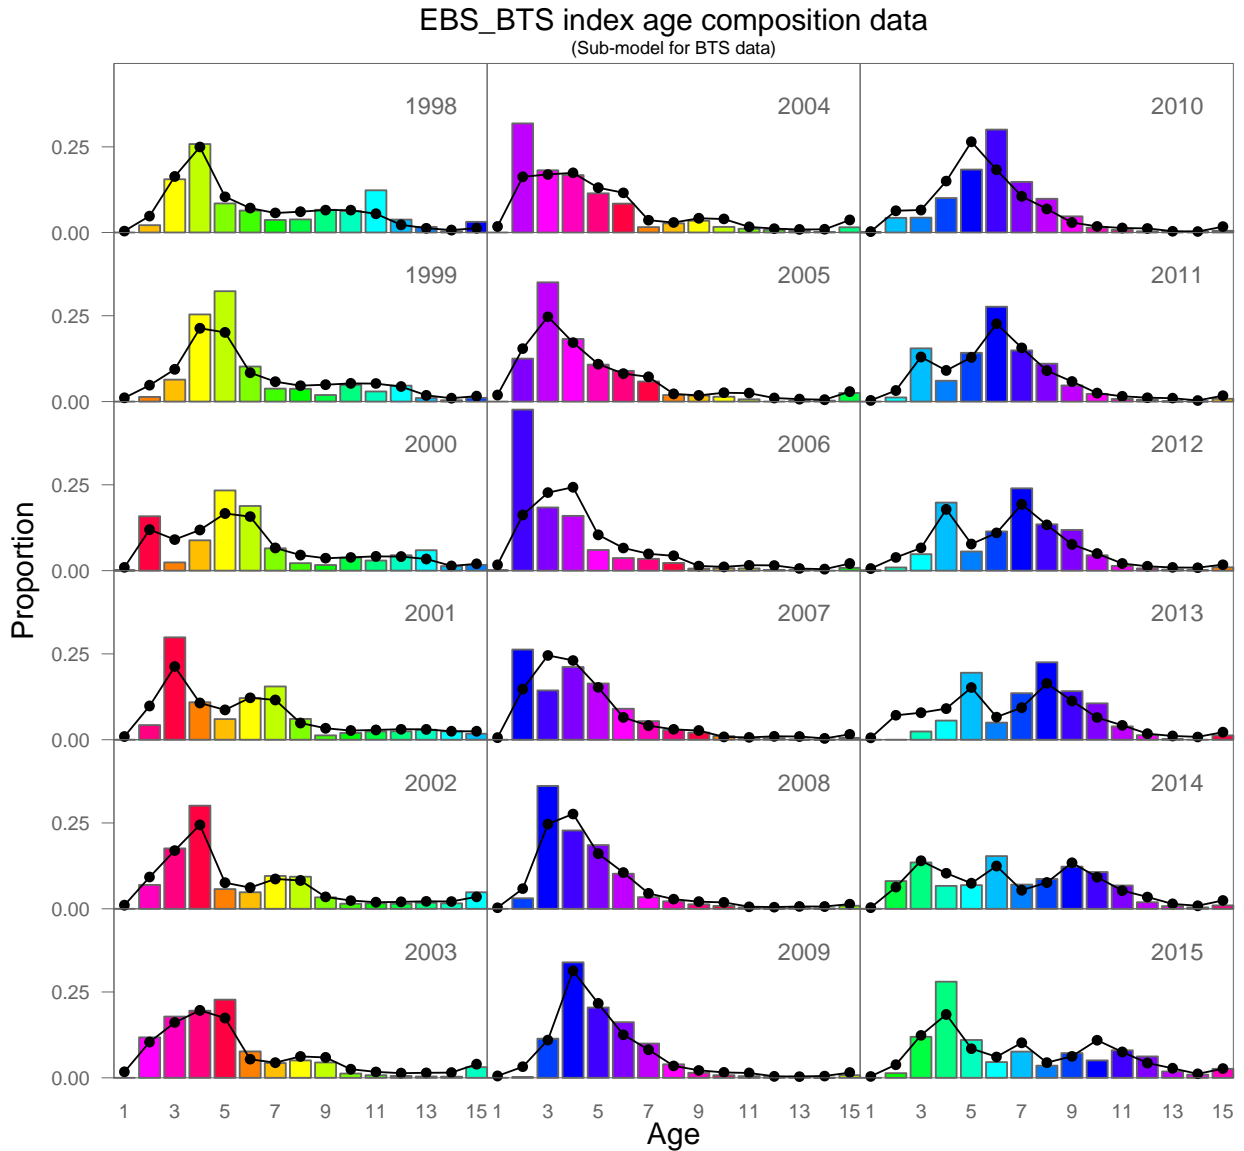 EBS_BTS index age composition data
(Sub-model for BTS data)
1998 2004 2010
0.25
0.00
1999 2005 2011
0.25
0.00
2000 2006 2012
0.25
0.00
Proportion
2001 2007 2013
0.25
0.00
2002 2008 2014
0.25
0.00
2003 2009 2015
0.25
0.00
1 3 5 7 9 11 13 15 1 3 5 7 9 11 13 15 1 3 5 7 9 11 13 15
Age